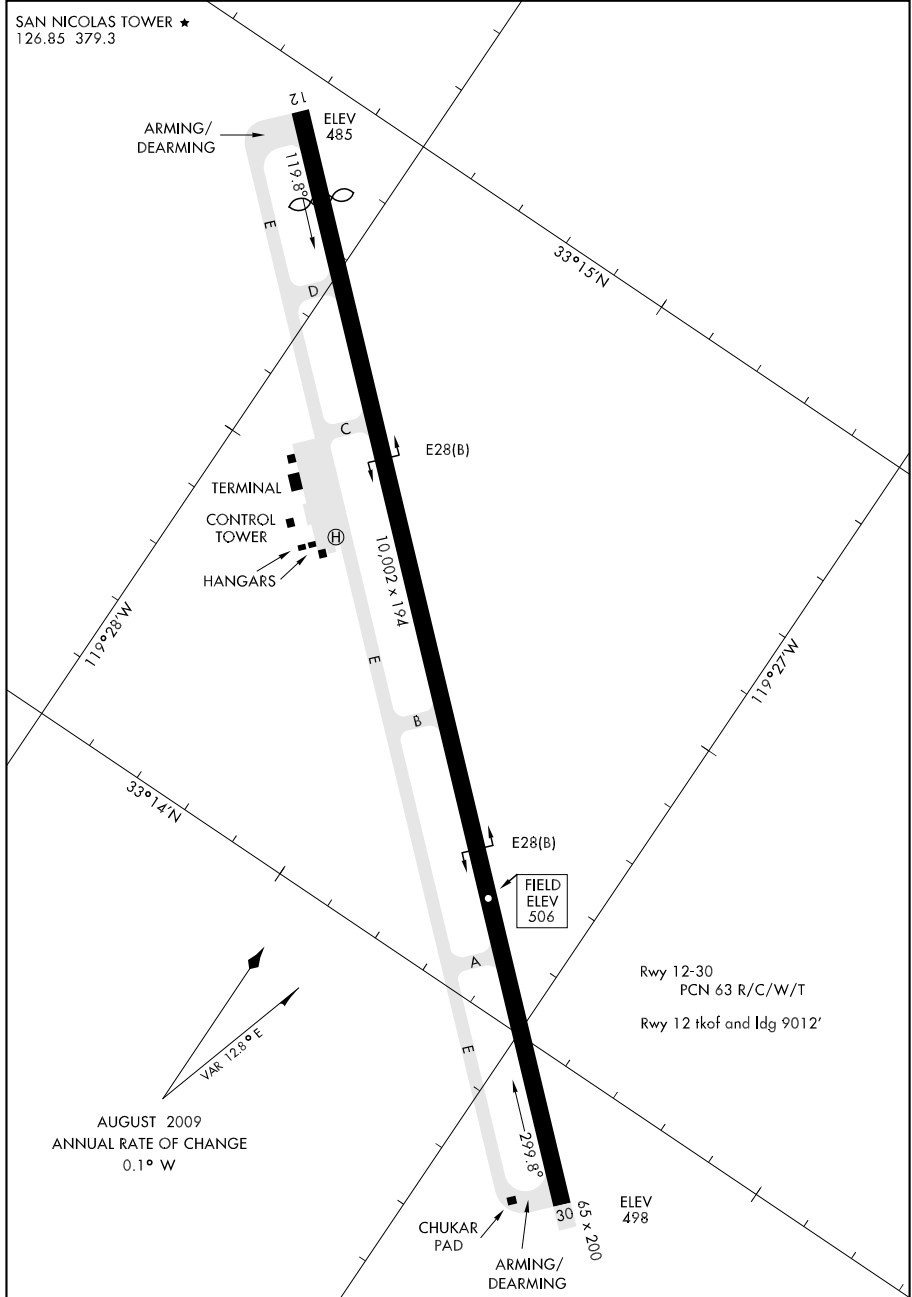 SAN NICOLAS TOWER ★
126.85 379.3
12
ELEV
485
ARMING/
DEARMING
119.8°
E
D
33°15'N
C
E28(B)
TERMINAL
CONTROL
TOWER
H
HANGARS
10,002 x 194
119°28'W
E
119°27'W
B
33°14'N
E28(B)
FIELD
ELEV
506
A
Rwy 12-30
PCN 63 R/C/W/T
Rwy 12 tkof and ldg 9012'
E
VAR 12.8° E
AUGUST 2009
ANNUAL RATE OF CHANGE
0.1° W
299.8°
30
65 x 200
ELEV
498
CHUKAR
PAD
ARMING/
DEARMING